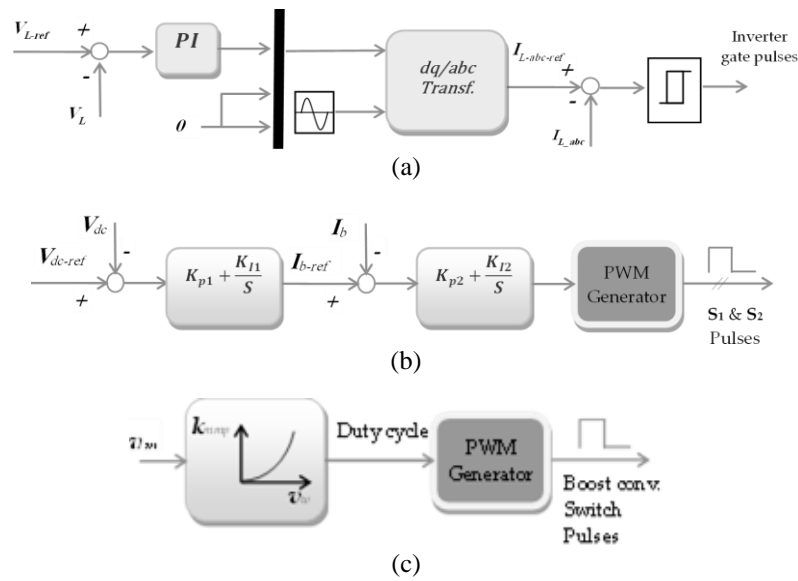 V_L-ref + PI
-
V_L
0
dq/abc
Transf.
I_L-abc-ref
+
-
I_L_abc
Inverter
gate pulses
(a)
V_dc
-
V_dc-ref
+
K_p1 + K_I1/S
I_b-ref
I_b
-
+
K_p2 + K_I2/S
PWM
Generator
S1 & S2
Pulses
(b)
v_w
k_mmp
v_w
Duty cycle
PWM
Generator
Boost conv.
Switch
Pulses
(c)